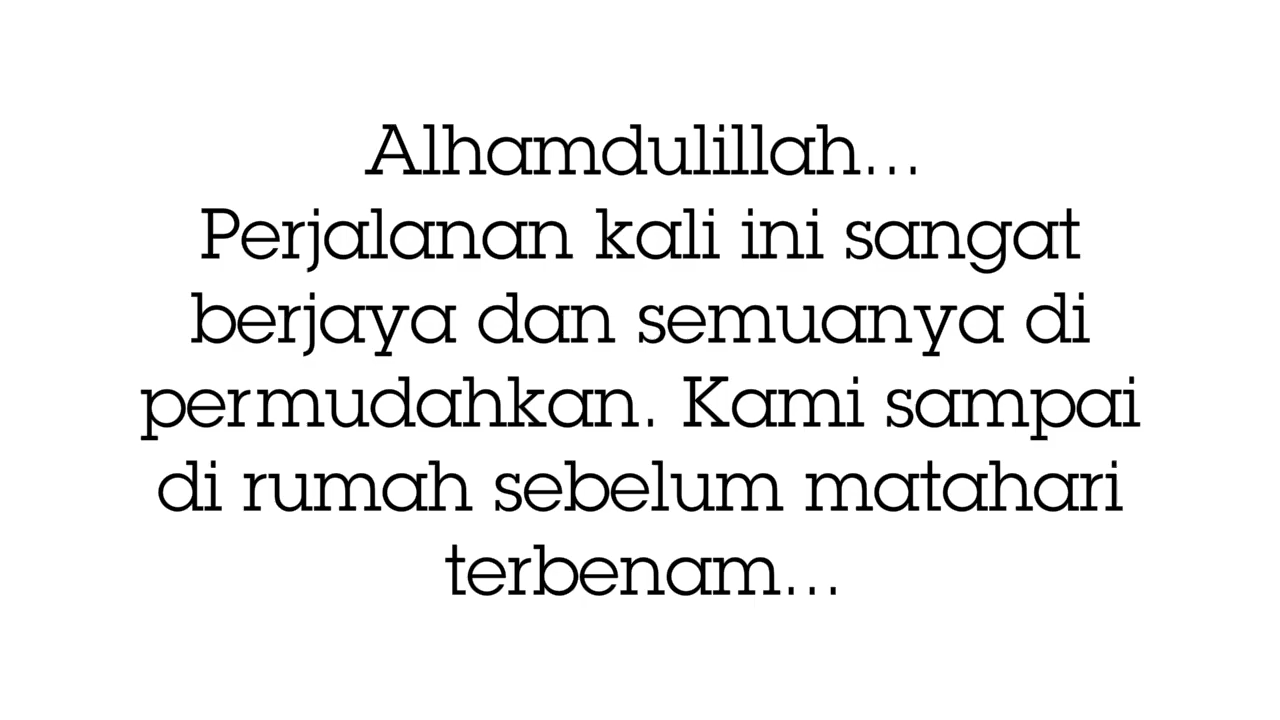 Alhamdulillah...
Perjalanan kali ini sangat
berjaya dan semuanya di
permudahkan. Kami sampai
di rumah sebelum matahari
terbenam...